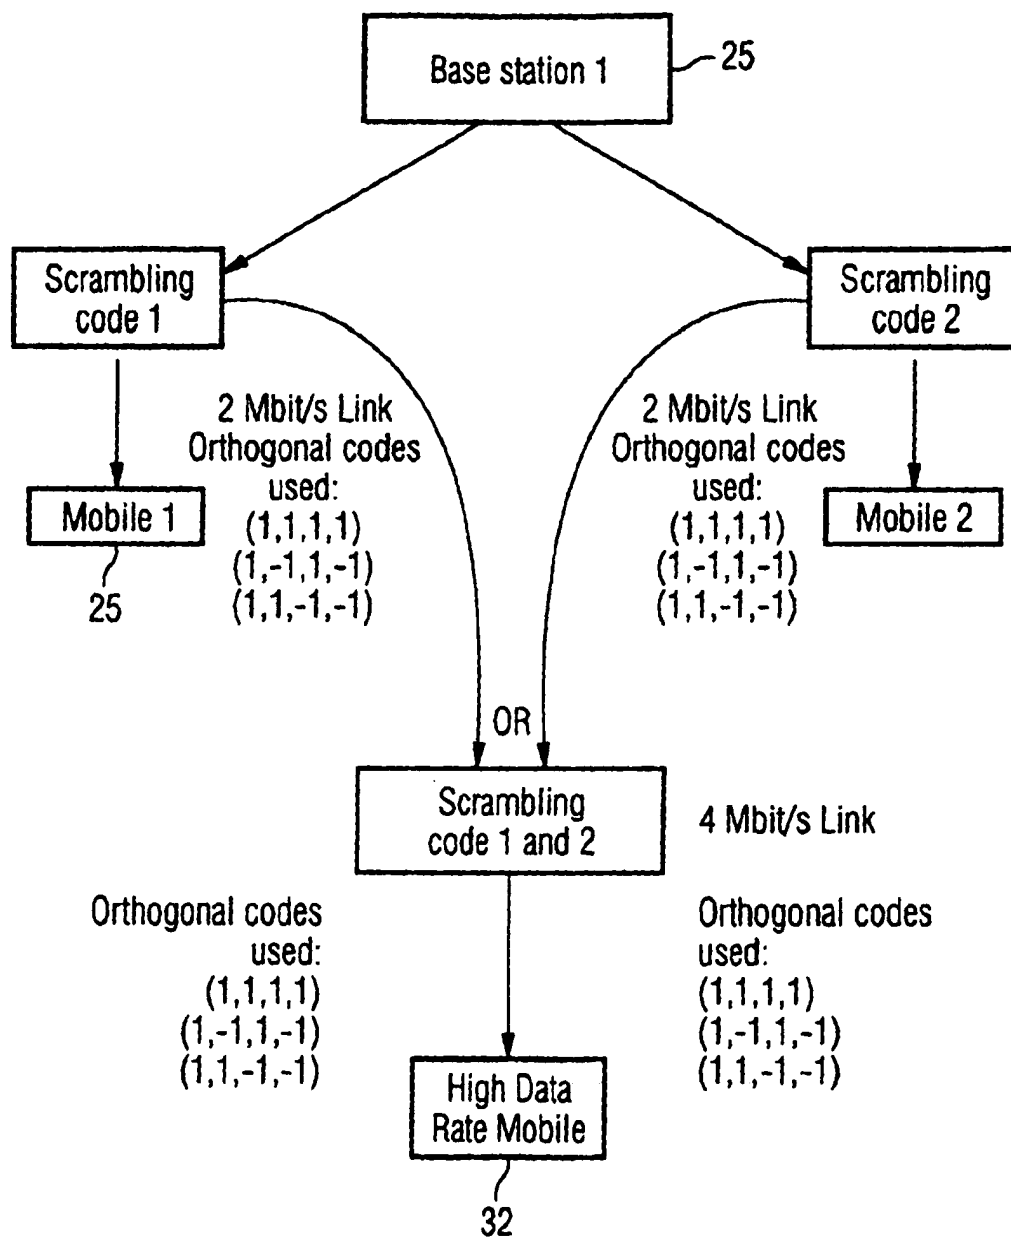 Base station 1
25
Scrambling
code 1
Scrambling
code 2
2 Mbit/s Link
Orthogonal codes
used:
(1,1,1,1)
(1,-1,1,-1)
(1,1,-1,-1)
2 Mbit/s Link
Orthogonal codes
used:
(1,1,1,1)
(1,-1,1,-1)
(1,1,-1,-1)
Mobile 1
25
Mobile 2
OR
Scrambling
code 1 and 2
4 Mbit/s Link
Orthogonal codes
used:
(1,1,1,1)
(1,-1,1,-1)
(1,1,-1,-1)
Orthogonal codes
used:
(1,1,1,1)
(1,-1,1,-1)
(1,1,-1,-1)
High Data
Rate Mobile
32